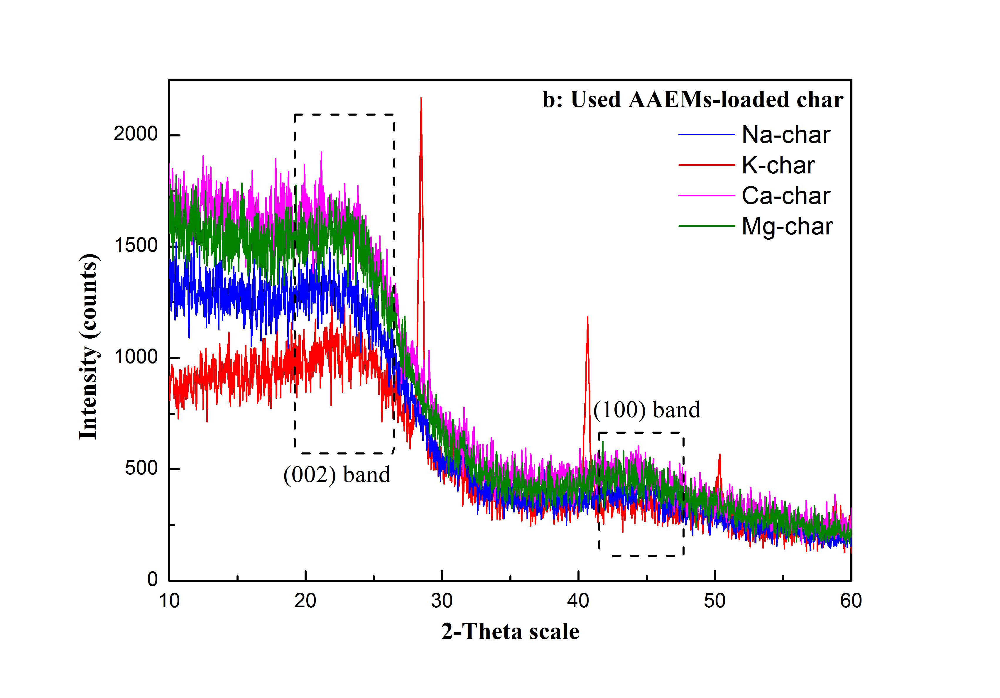 b: Used AAEMs-loaded char
Na-char
K-char
Ca-char
Mg-char
2000
1500
1000
500
0
Intensity (counts)
(002) band
(100) band
10 20 30 40 50 60
2-Theta scale